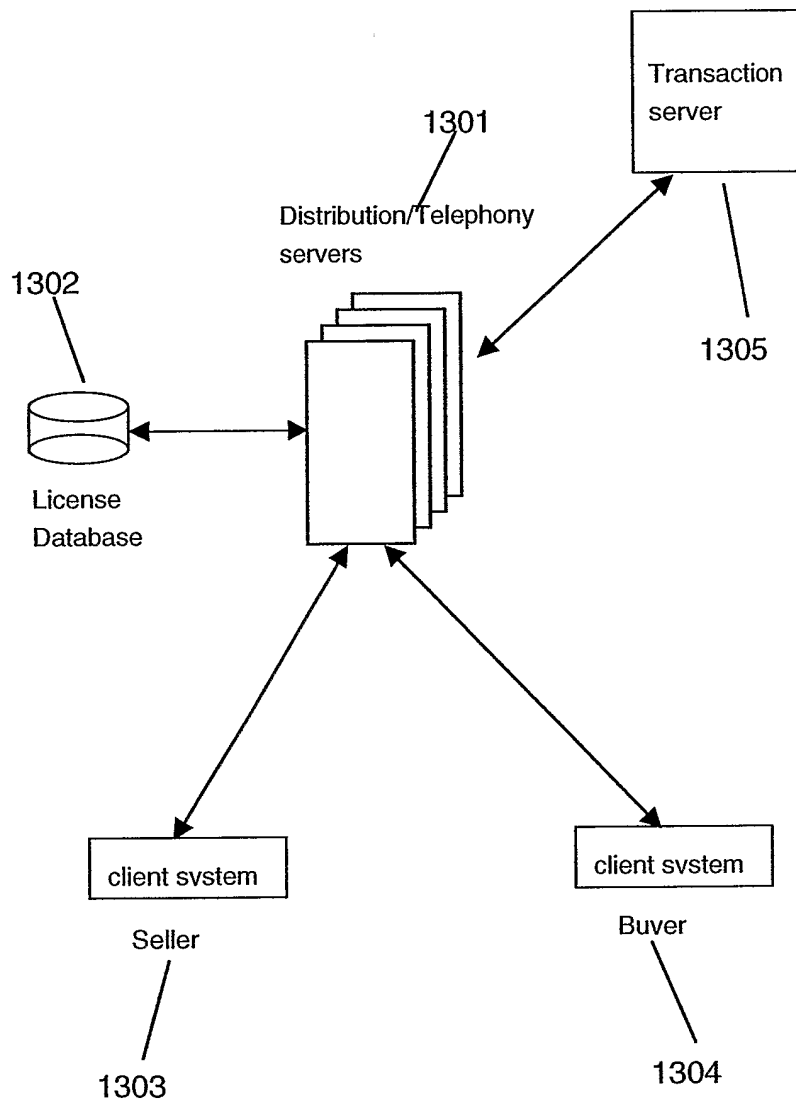 Transaction
server
1301
Distribution/Telephony
servers
1302
1305
License
Database
client svstem
client svstem
Seller
Buver
1303
1304